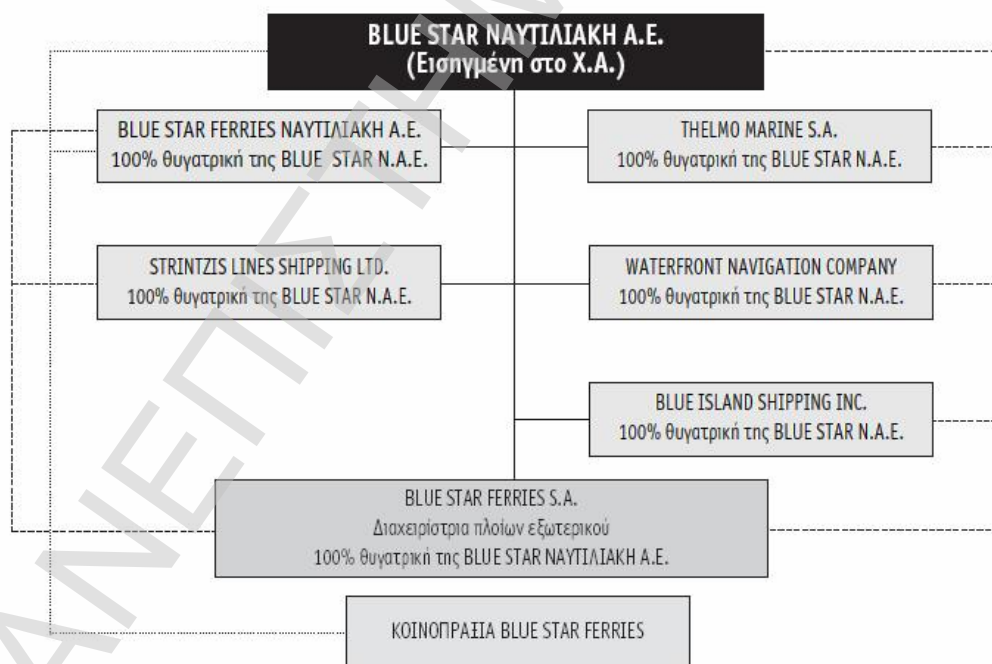 BLUE STAR ΝΑΥΤΙΛΙΑΚΗ Α.Ε.
(Εισηγμένη στο Χ.Α.)
BLUE STAR FERRIES ΝΑΥΤΙΛΙΑΚΗ Α.Ε.
100% θυγατρική της BLUE STAR N.A.E.
THELMO MARINE S.A.
100% θυγατρική της BLUE STAR N.A.E.
STRINTZIS LINES SHIPPING LTD.
100% θυγατρική της BLUE STAR N.A.E.
WATERFRONT NAVIGATION COMPANY
100% θυγατρική της BLUE STAR N.A.E.
BLUE ISLAND SHIPPING INC.
100% θυγατρική της BLUE STAR N.A.E.
BLUE STAR FERRIES S.A.
Διαχειρίστρια πλοίων εξωτερικού
100% θυγατρική της BLUE STAR ΝΑΥΤΙΛΙΑΚΗ Α.Ε.
ΚΟΙΝΟΠΡΑΞΙΑ BLUE STAR FERRIES